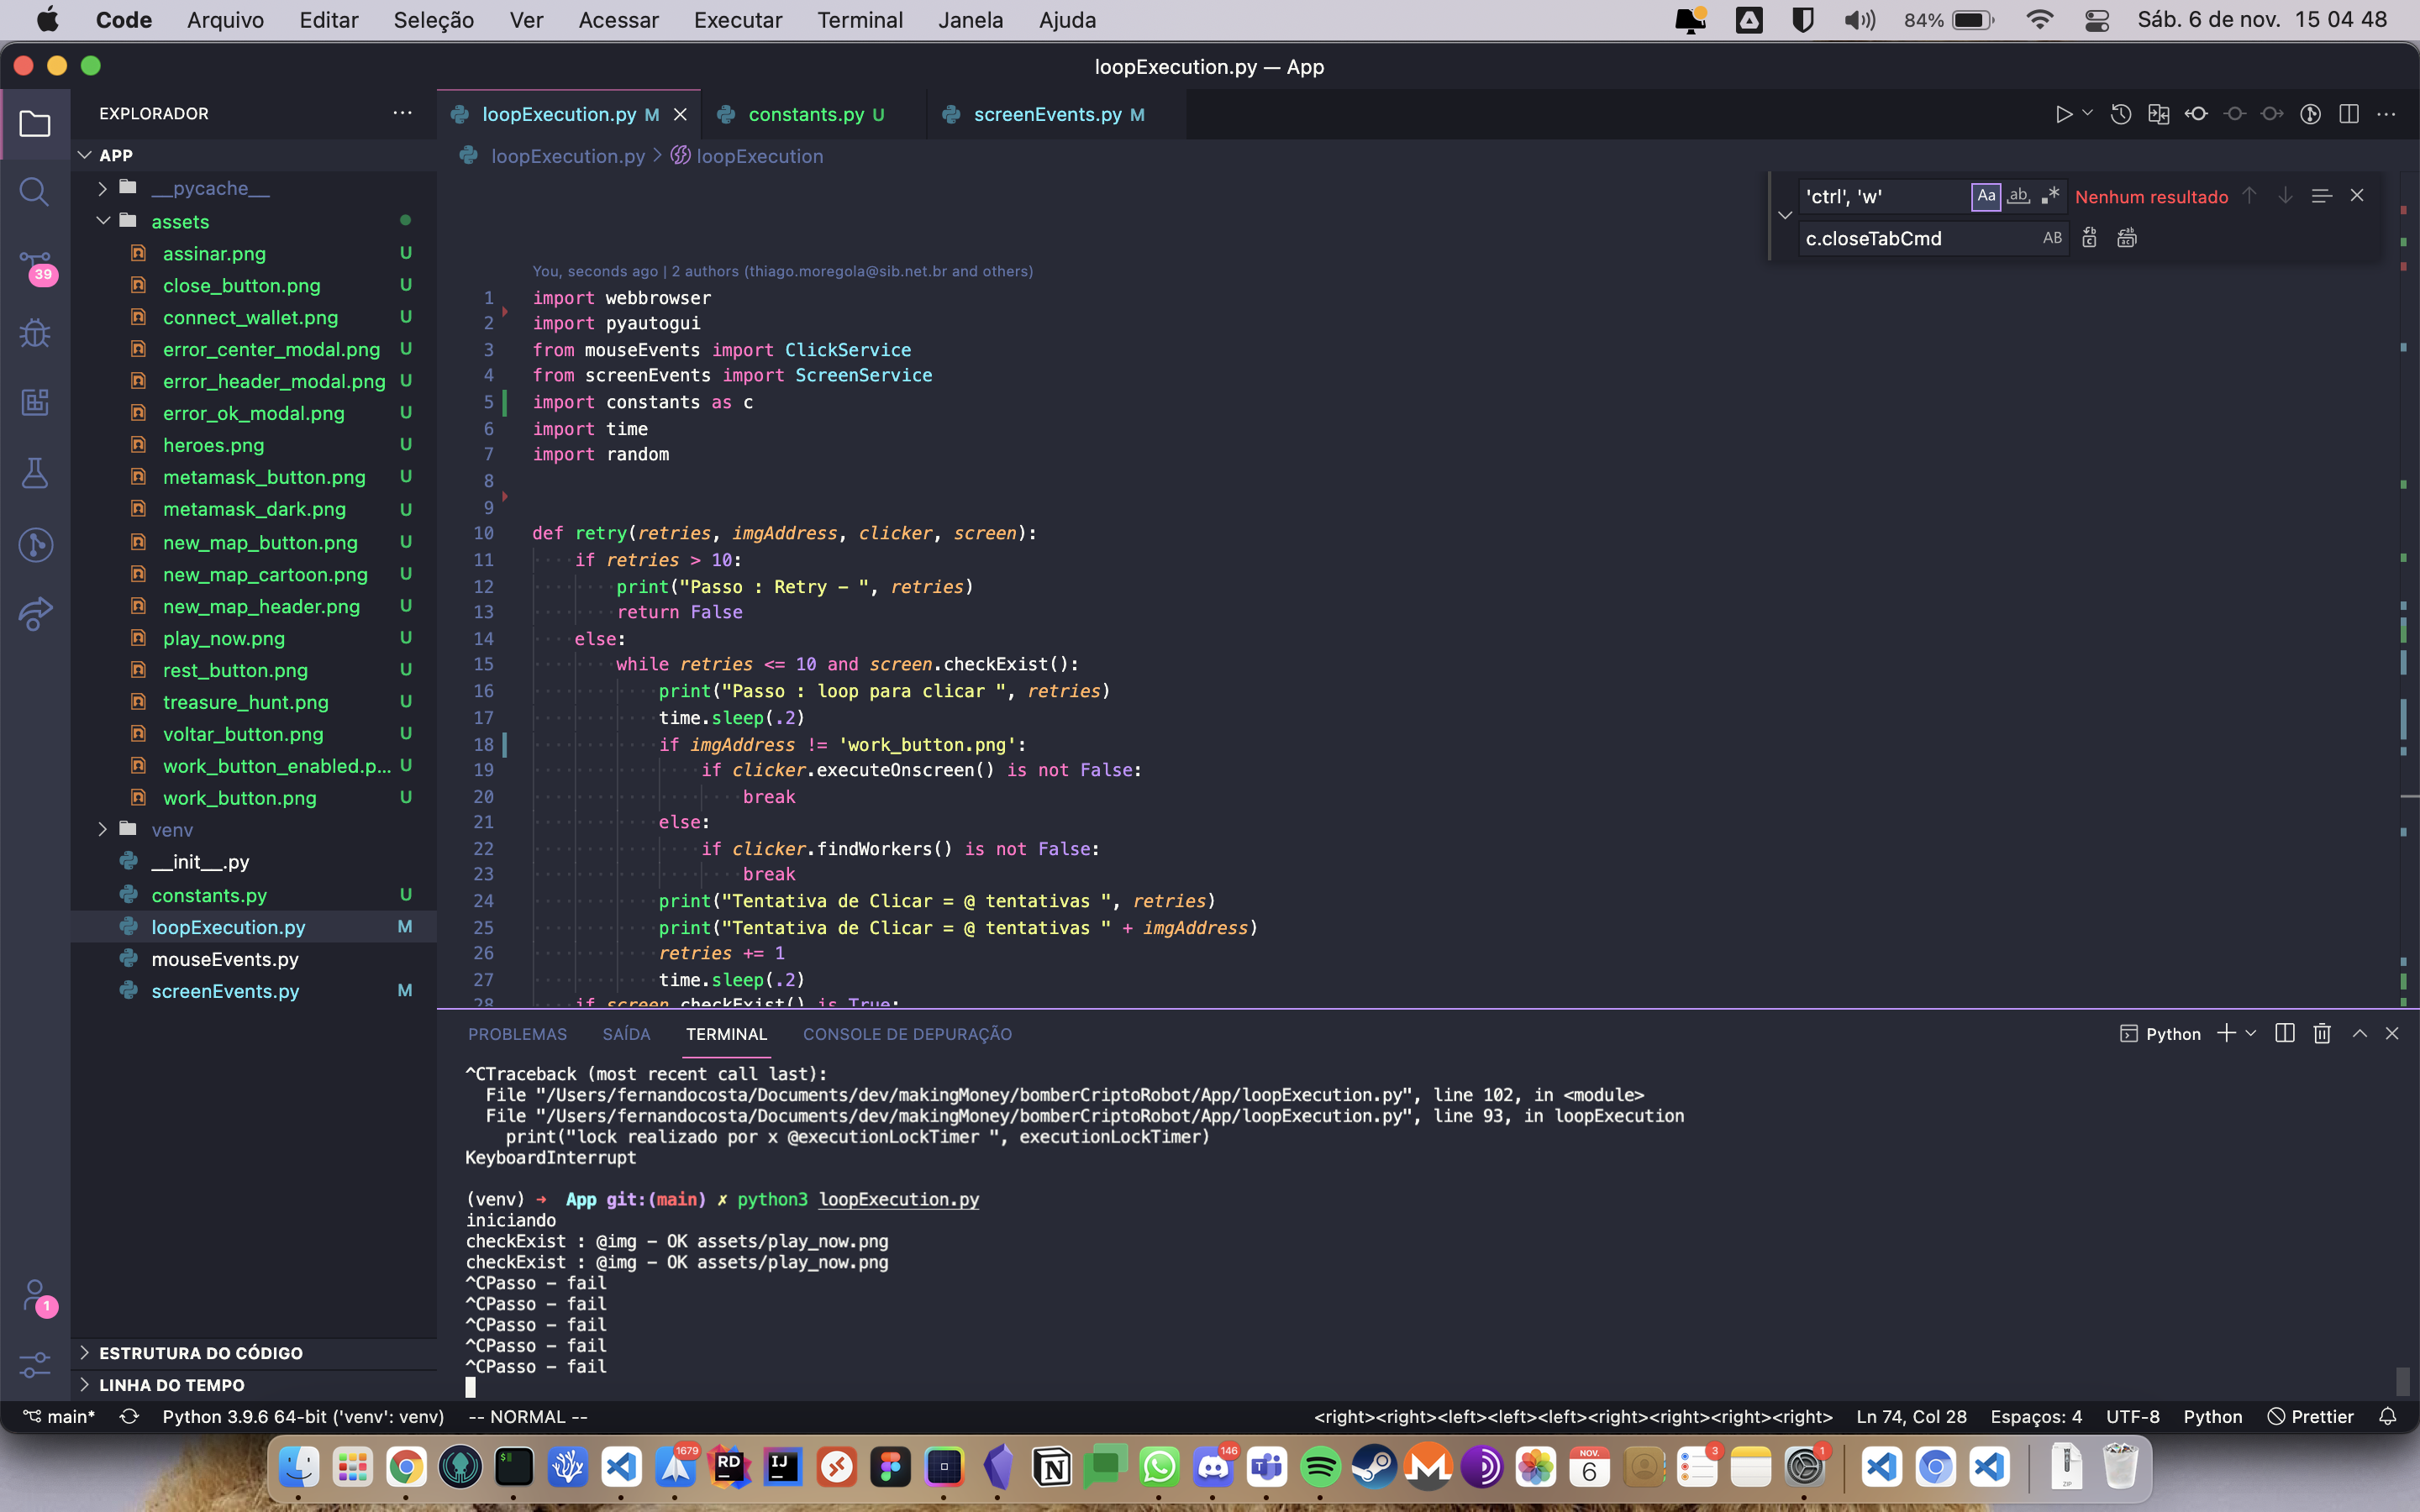 Code Arquivo Editar Seleção Ver Acessar Executar Terminal Janela Ajuda 84% Sáb. 6 de nov. 15 04 48
loopExecution.py — App
EXPLORADOR
APP
__pycache__
assets
assinar.png U
close_button.png U
connect_wallet.png U
error_center_modal.png U
error_header_modal.png U
error_ok_modal.png U
heroes.png U
metamask_button.png U
metamask_dark.png U
new_map_button.png U
new_map_cartoon.png U
new_map_header.png U
play_now.png U
rest_button.png U
treasure_hunt.png U
voltar_button.png U
work_button_enabled.p... U
work_button.png U
venv
__init__.py
constants.py U
loopExecution.py M
mouseEvents.py
screenEvents.py M
ESTRUTURA DO CÓDIGO
LINHA DO TEMPO
39
1
loopExecution.py M constants.py U screenEvents.py M
loopExecution.py > loopExecution
'ctrl', 'w' Aa ab Nenhum resultado
c.closeTabCmd AB
You, seconds ago | 2 authors (thiago.moregola@sib.net.br and others)
1 import webbrowser
2 import pyautogui
3 from mouseEvents import ClickService
4 from screenEvents import ScreenService
5 import constants as c
6 import time
7 import random
8
9
10 def retry(retries, imgAddress, clicker, screen):
11 if retries > 10:
12 print("Passo : Retry - ", retries)
13 return False
14 else:
15 while retries <= 10 and screen.checkExist():
16 print("Passo : loop para clicar ", retries)
17 time.sleep(.2)
18 if imgAddress != 'work_button.png':
19 if clicker.executeOnscreen() is not False:
20 break
21 else:
22 if clicker.findWorkers() is not False:
23 break
24 print("Tentativa de Clicar = @ tentativas ", retries)
25 print("Tentativa de Clicar = @ tentativas " + imgAddress)
26 retries += 1
27 time.sleep(.2)
28 if screen.checkExist() is True:
PROBLEMAS SAÍDA TERMINAL CONSOLE DE DEPURAÇÃO Python
^CTraceback (most recent call last):
File "/Users/fernandocosta/Documents/dev/makingMoney/bomberCriptoRobot/App/loopExecution.py", line 102, in <module>
File "/Users/fernandocosta/Documents/dev/makingMoney/bomberCriptoRobot/App/loopExecution.py", line 93, in loopExecution
print("lock realizado por x @executionLockTimer ", executionLockTimer)
KeyboardInterrupt
(venv) ➜ App git:(main) ✗ python3 loopExecution.py
iniciando
checkExist : @img - OK assets/play_now.png
checkExist : @img - OK assets/play_now.png
^CPasso - fail
^CPasso - fail
^CPasso - fail
^CPasso - fail
^CPasso - fail
main* Python 3.9.6 64-bit ('venv': venv) -- NORMAL -- <right><right><left><left><left><right><right><right><right> Ln 74, Col 28 Espaços: 4 UTF-8 Python Prettier
1679 RD IJ 146 NOV. 6 3 1 ZIP